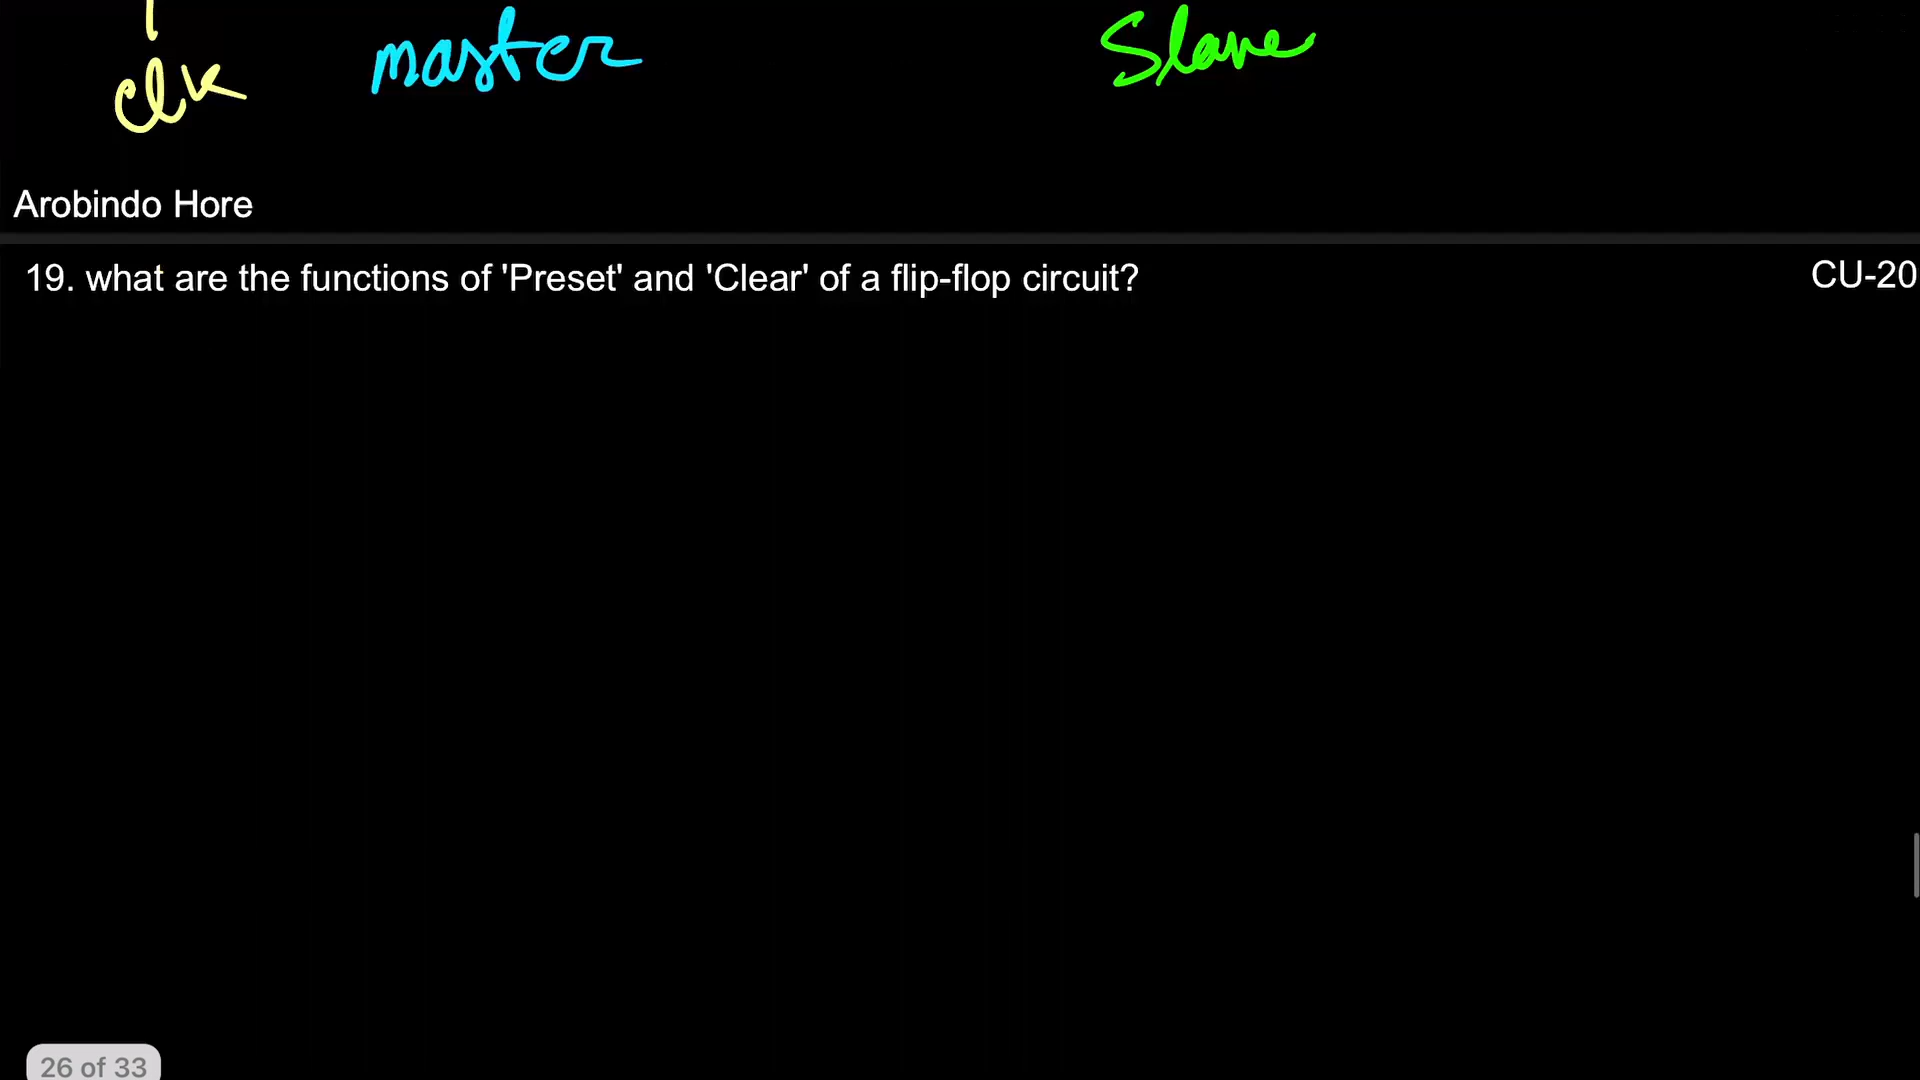 clk master Slave
Arobindo Hore
19. what are the functions of 'Preset' and 'Clear' of a flip-flop circuit? CU-20
26 of 33